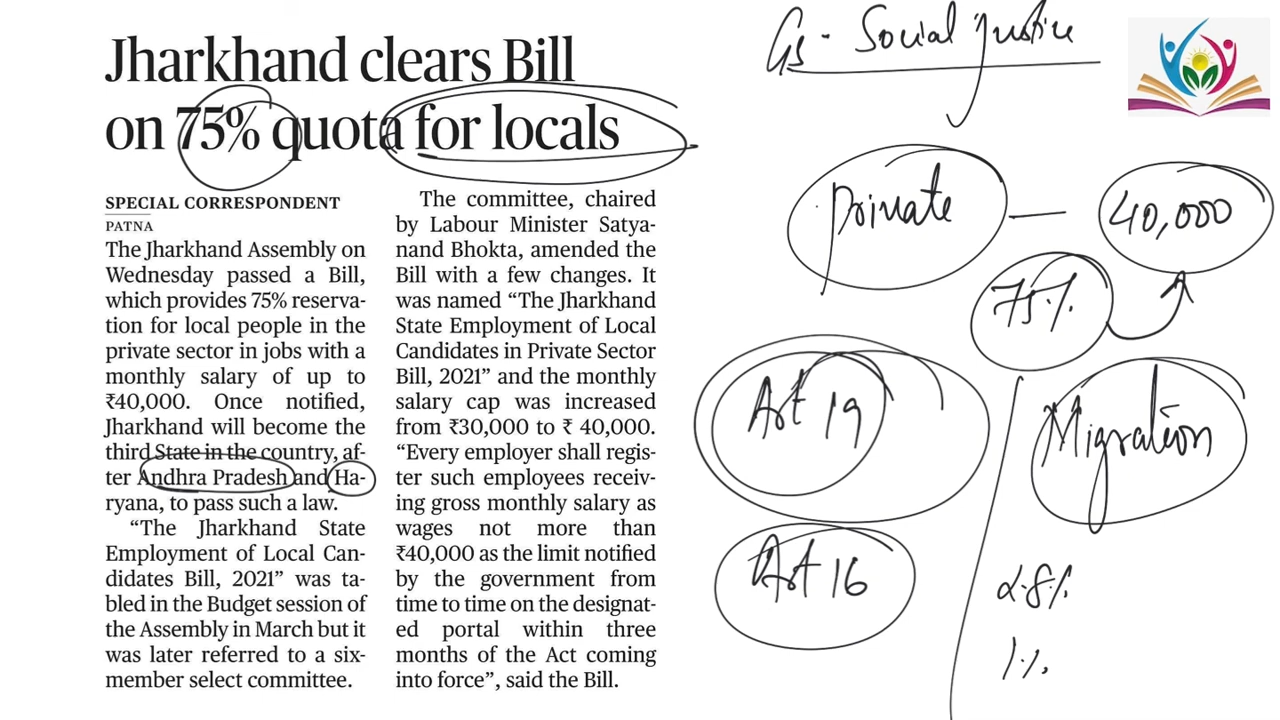 Jharkhand clears Bill
on 75% quota for locals
SPECIAL CORRESPONDENT
PATNA
The Jharkhand Assembly on
Wednesday passed a Bill,
which provides 75% reserva-
tion for local people in the
private sector in jobs with a
monthly salary of up to
₹40,000. Once notified,
Jharkhand will become the
third State in the country, af-
ter Andhra Pradesh and Ha-
ryana, to pass such a law.
“The Jharkhand State
Employment of Local Can-
didates Bill, 2021” was ta-
bled in the Budget session of
the Assembly in March but it
was later referred to a six-
member select committee.
The committee, chaired
by Labour Minister Satya-
nand Bhokta, amended the
Bill with a few changes. It
was named “The Jharkhand
State Employment of Local
Candidates in Private Sector
Bill, 2021” and the monthly
salary cap was increased
from ₹30,000 to ₹ 40,000.
“Every employer shall regis-
ter such employees receiv-
ing gross monthly salary as
wages not more than
₹40,000 as the limit notified
by the government from
time to time on the designat-
ed portal within three
months of the Act coming
into force”, said the Bill.
Gs - Social justice
Private — 40,000
75%
Art 19
Migration
Art 16
2.8%
1%